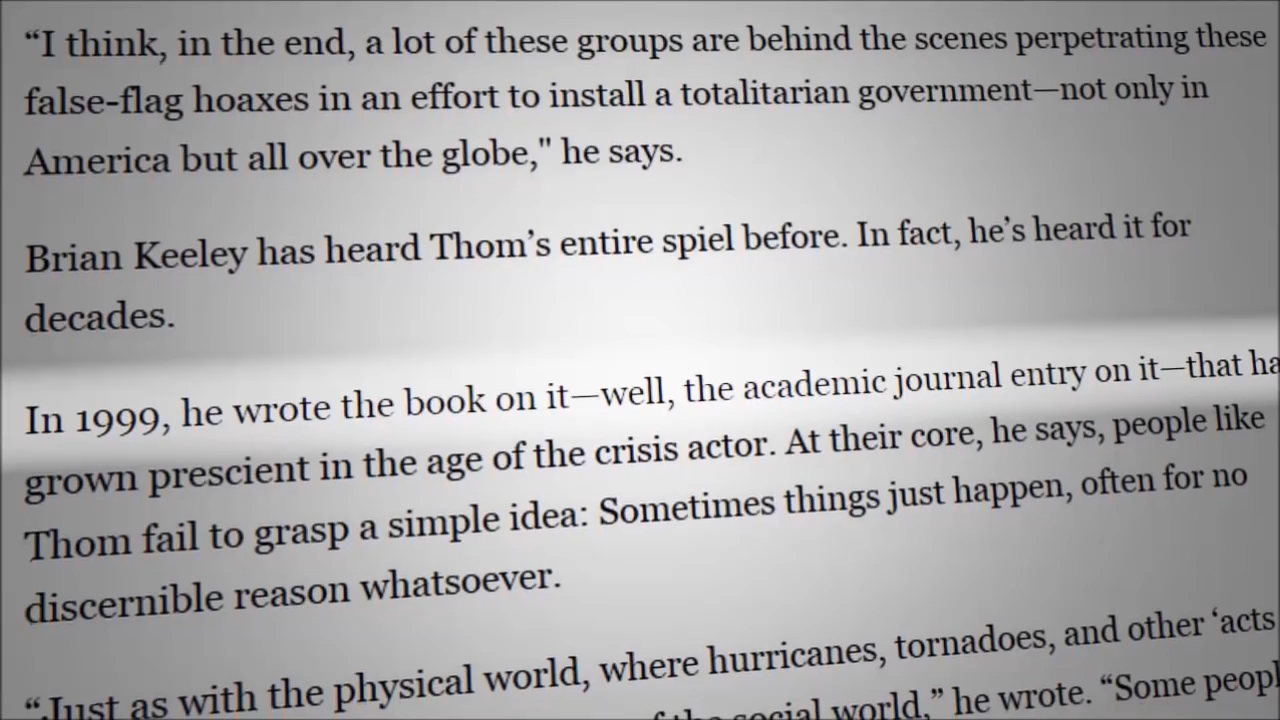 “I think, in the end, a lot of these groups are behind the scenes perpetrating these
false-flag hoaxes in an effort to install a totalitarian government—not only in
America but all over the globe," he says.
Brian Keeley has heard Thom’s entire spiel before. In fact, he’s heard it for
decades.
In 1999, he wrote the book on it—well, the academic journal entry on it—that
grown prescient in the age of the crisis actor. At their core, he says, people like
Thom fail to grasp a simple idea: Sometimes things just happen, often for no
discernible reason whatsoever.
“Just as with the physical world, where hurricanes, tornadoes, and other ‘acts
social world,” he wrote. “Some